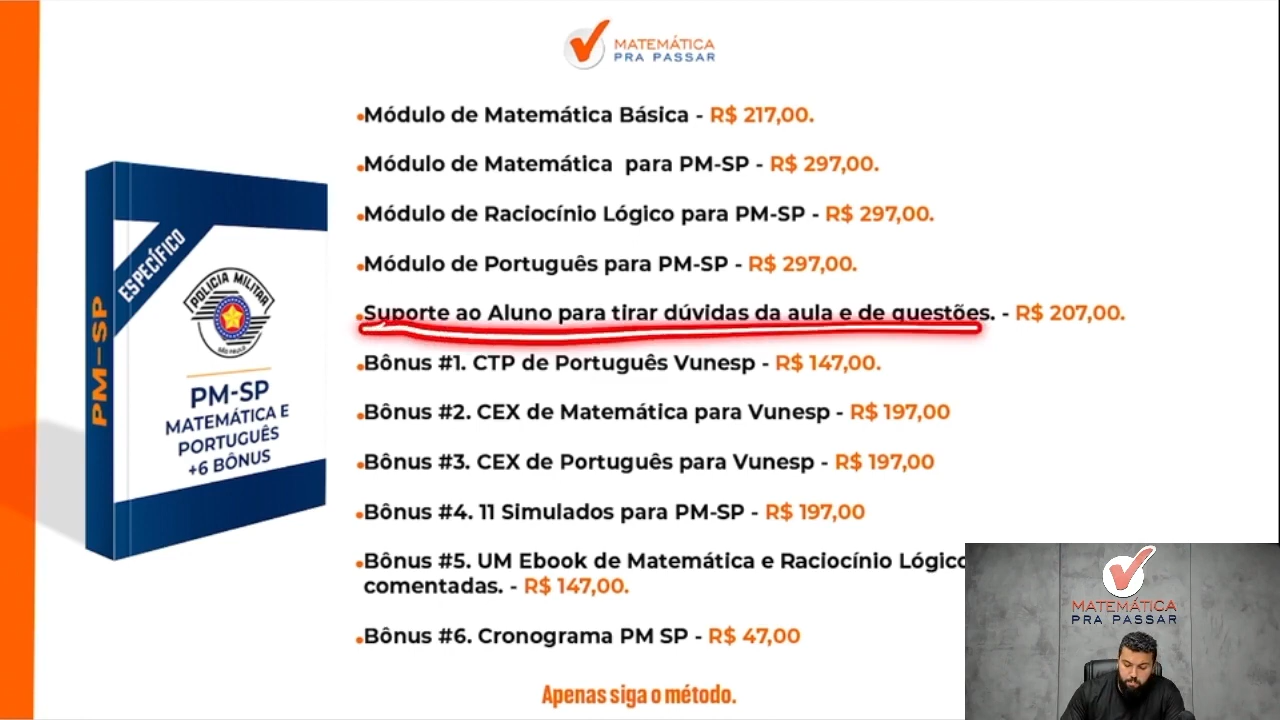 MATEMÁTICA
PRA PASSAR
•Módulo de Matemática Básica - R$ 217,00.
•Módulo de Matemática para PM-SP - R$ 297,00.
•Módulo de Raciocínio Lógico para PM-SP - R$ 297,00.
•Módulo de Português para PM-SP - R$ 297,00.
•Suporte ao Aluno para tirar dúvidas da aula e de questões. - R$ 207,00.
•Bônus #1. CTP de Português Vunesp - R$ 147,00.
•Bônus #2. CEX de Matemática para Vunesp - R$ 197,00
•Bônus #3. CEX de Português para Vunesp - R$ 197,00
•Bônus #4. 11 Simulados para PM-SP - R$ 197,00
•Bônus #5. UM Ebook de Matemática e Raciocínio Lógico
comentadas. - R$ 147,00.
•Bônus #6. Cronograma PM SP - R$ 47,00
Apenas siga o método.
PM-SP
ESPECÍFICO
POLÍCIA MILITAR
SÃO PAULO
PM-SP
MATEMÁTICA E
PORTUGUÊS
+6 BÔNUS
MATEMÁTICA
PRA PASSAR